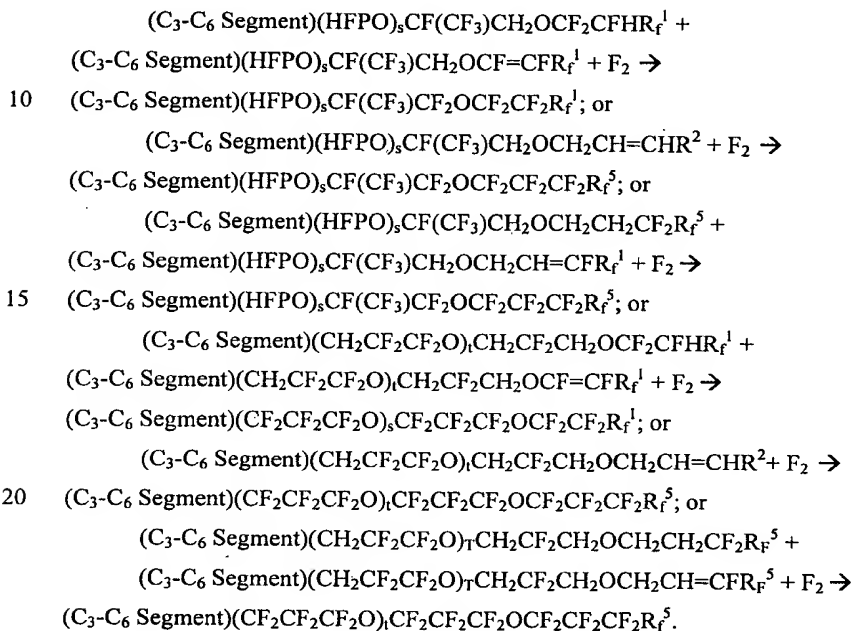 (C3-C6 Segment)(HFPO)sCF(CF3)CH2OCF2CFHRf1 +
(C3-C6 Segment)(HFPO)sCF(CF3)CH2OCF=CFRf1 + F2 →
10 (C3-C6 Segment)(HFPO)sCF(CF3)CF2OCF2CF2Rf1; or
(C3-C6 Segment)(HFPO)sCF(CF3)CH2OCH2CH=CHR2 + F2 →
(C3-C6 Segment)(HFPO)sCF(CF3)CF2OCF2CF2CF2Rf5; or
(C3-C6 Segment)(HFPO)sCF(CF3)CH2OCH2CH2CF2Rf5 +
(C3-C6 Segment)(HFPO)sCF(CF3)CH2OCH2CH=CFRf1 + F2 →
15 (C3-C6 Segment)(HFPO)sCF(CF3)CF2OCF2CF2CF2Rf5; or
(C3-C6 Segment)(CH2CF2CF2O)tCH2CF2CH2OCF2CFHRf1 +
(C3-C6 Segment)(CH2CF2CF2O)tCH2CF2CH2OCF=CFRf1 + F2 →
(C3-C6 Segment)(CF2CF2CF2O)sCF2CF2CF2OCF2CF2Rf1; or
(C3-C6 Segment)(CH2CF2CF2O)tCH2CF2CH2OCH2CH=CHR2+ F2 →
20 (C3-C6 Segment)(CF2CF2CF2O)tCF2CF2CF2OCF2CF2CF2Rf5; or
(C3-C6 Segment)(CH2CF2CF2O)TCH2CF2CH2OCH2CH2CF2RF5 +
(C3-C6 Segment)(CH2CF2CF2O)TCH2CF2CH2OCH2CH=CFRF5 + F2 →
(C3-C6 Segment)(CF2CF2CF2O)tCF2CF2CF2OCF2CF2CF2Rf5.